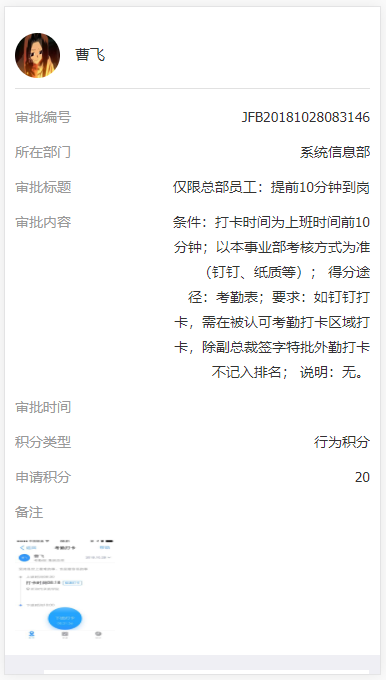 曹飞
审批编号 JFB20181028083146
所在部门 系统信息部
审批标题 仅限总部员工：提前10分钟到岗
审批内容 条件：打卡时间为上班时间前10
分钟；以本事业部考核方式为准
（钉钉、纸质等）； 得分途
径：考勤表；要求：如钉钉打
卡，需在被认可考勤打卡区域打
卡，除副总裁签字特批外勤打卡
不记入排名； 说明：无。
审批时间
积分类型 行为积分
申请积分 20
备注
考勤打卡